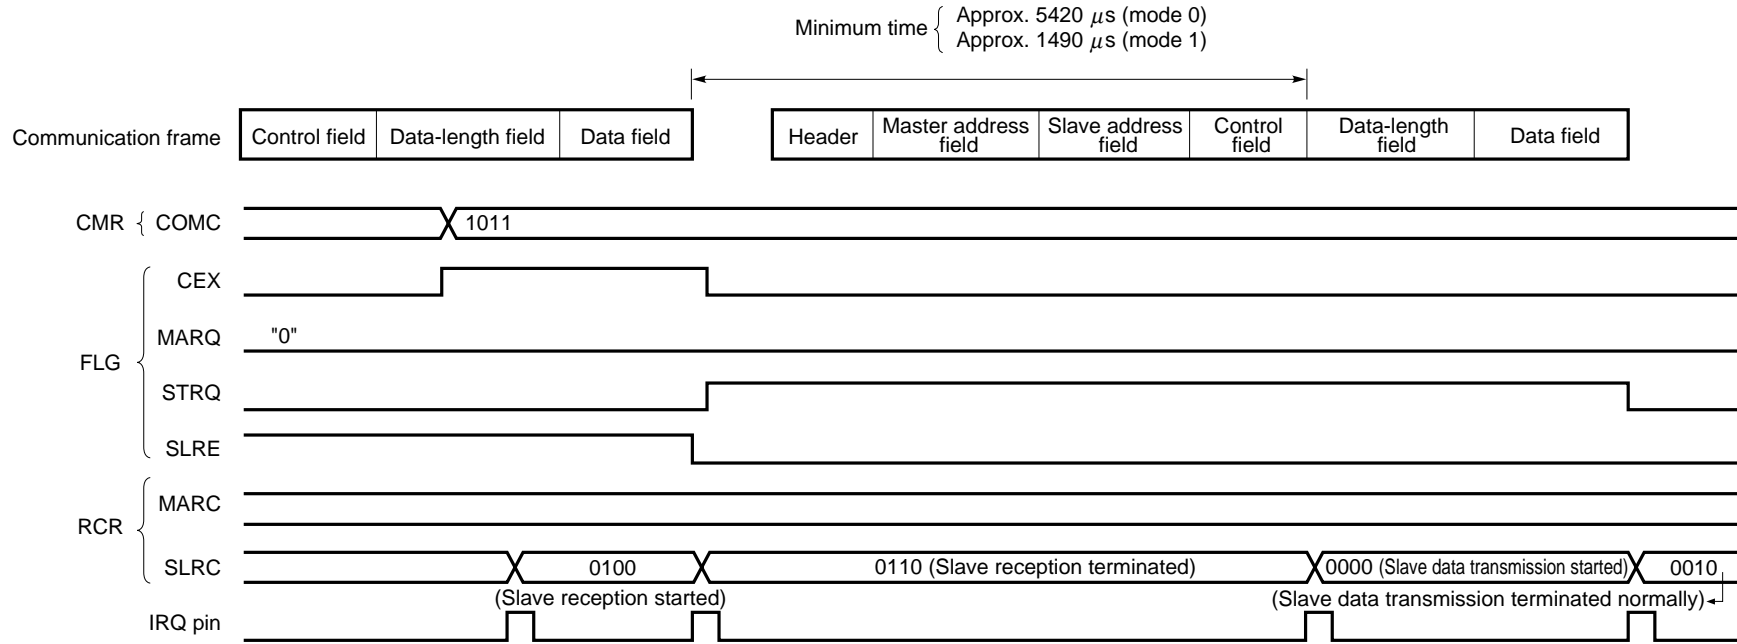 Minimum time { Approx. 5420 µs (mode 0)
Approx. 1490 µs (mode 1)
Communication frame
Control field
Data-length field
Data field
Header
Master address
field
Slave address
field
Control
field
Data-length
field
Data field
CMR { COMC
1011
FLG
CEX
MARQ
"0"
STRQ
SLRE
RCR
MARC
SLRC
0100
0110 (Slave reception terminated)
0000 (Slave data transmission started)
0010
(Slave reception started)
(Slave data transmission terminated normally)
IRQ pin